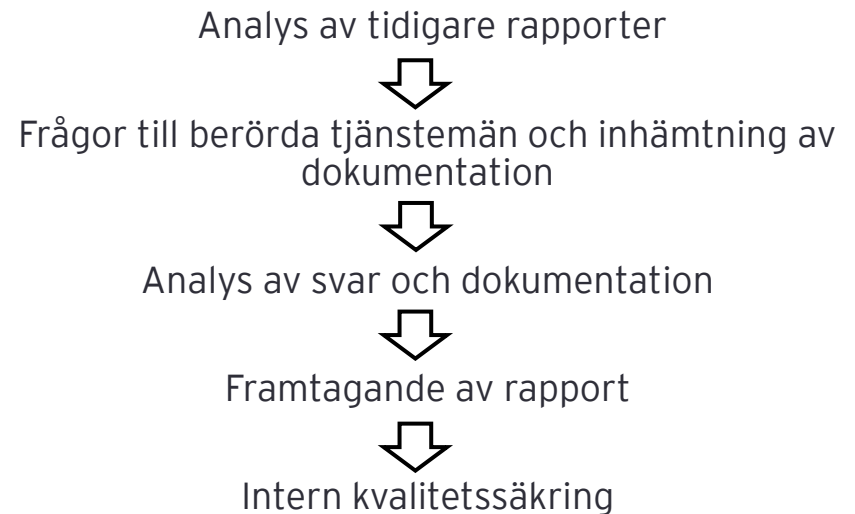 Analys av tidigare rapporter
Frågor till berörda tjänstemän och inhämtning av
dokumentation
Analys av svar och dokumentation
Framtagande av rapport
Intern kvalitetssäkring